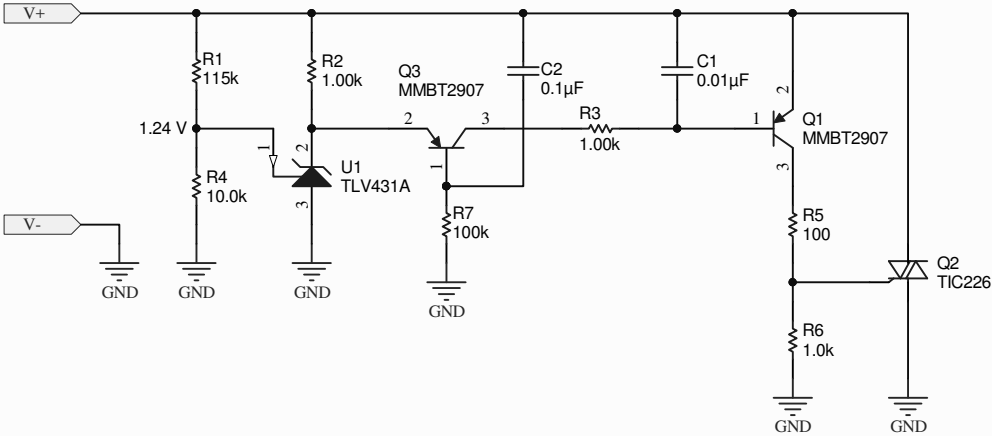 V+
R1
115k
R2
1.00k
Q3
MMBT2907
C2
0.1µF
C1
0.01µF
1.24 V
1
2
U1
TLV431A
3
2
3
1
R3
1.00k
1
2
Q1
MMBT2907
3
R4
10.0k
R7
100k
R5
100
V-
GND
GND
GND
GND
Q2
TIC226
R6
1.0k
GND
GND